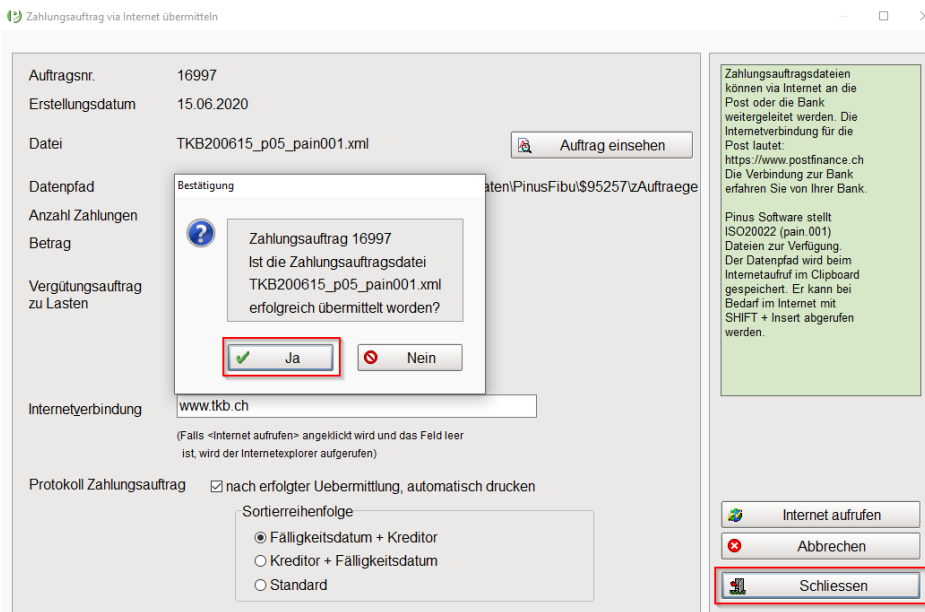 Zahlungsauftrag via Internet übermitteln
Auftragsnr. 16997
Erstellungsdatum 15.06.2020
Datei TKB200615_p05_pain001.xml Auftrag einsehen
Datenpfad aten\PinusFibu\$95257\zAuftraege
Anzahl Zahlungen
Betrag
Vergütungsauftrag
zu Lasten
Bestätigung
Zahlungsauftrag 16997
Ist die Zahlungsauftragsdatei
TKB200615_p05_pain001.xml
erfolgreich übermittelt worden?
Ja Nein
Internetverbindung www.tkb.ch
(Falls <Internet aufrufen> angeklickt wird und das Feld leer
ist, wird der Internetexplorer aufgerufen)
Protokoll Zahlungsauftrag nach erfolgter Uebermittlung, automatisch drucken
Sortierreihenfolge
Fälligkeitsdatum + Kreditor
Kreditor + Fälligkeitsdatum
Standard
Zahlungsauftragsdateien
können via Internet an die
Post oder die Bank
weitergeleitet werden. Die
Internetverbindung für die
Post lautet:
https://www.postfinance.ch
Die Verbindung zur Bank
erfahren Sie von Ihrer Bank.
Pinus Software stellt
ISO20022 (pain.001)
Dateien zur Verfügung.
Der Datenpfad wird beim
Internetaufruf im Clipboard
gespeichert. Er kann bei
Bedarf im Internet mit
SHIFT + Insert abgerufen
werden.
Internet aufrufen
Abbrechen
Schliessen